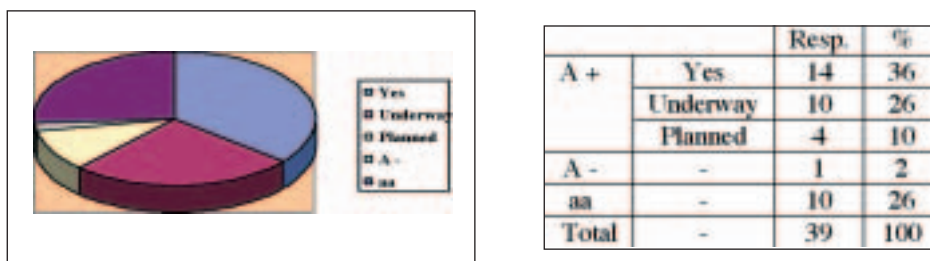 Yes
Underway
Planned
A -
aa
Resp. %
A + Yes 14 36
Underway 10 26
Planned 4 10
A - - 1 2
aa - 10 26
Total - 39 100